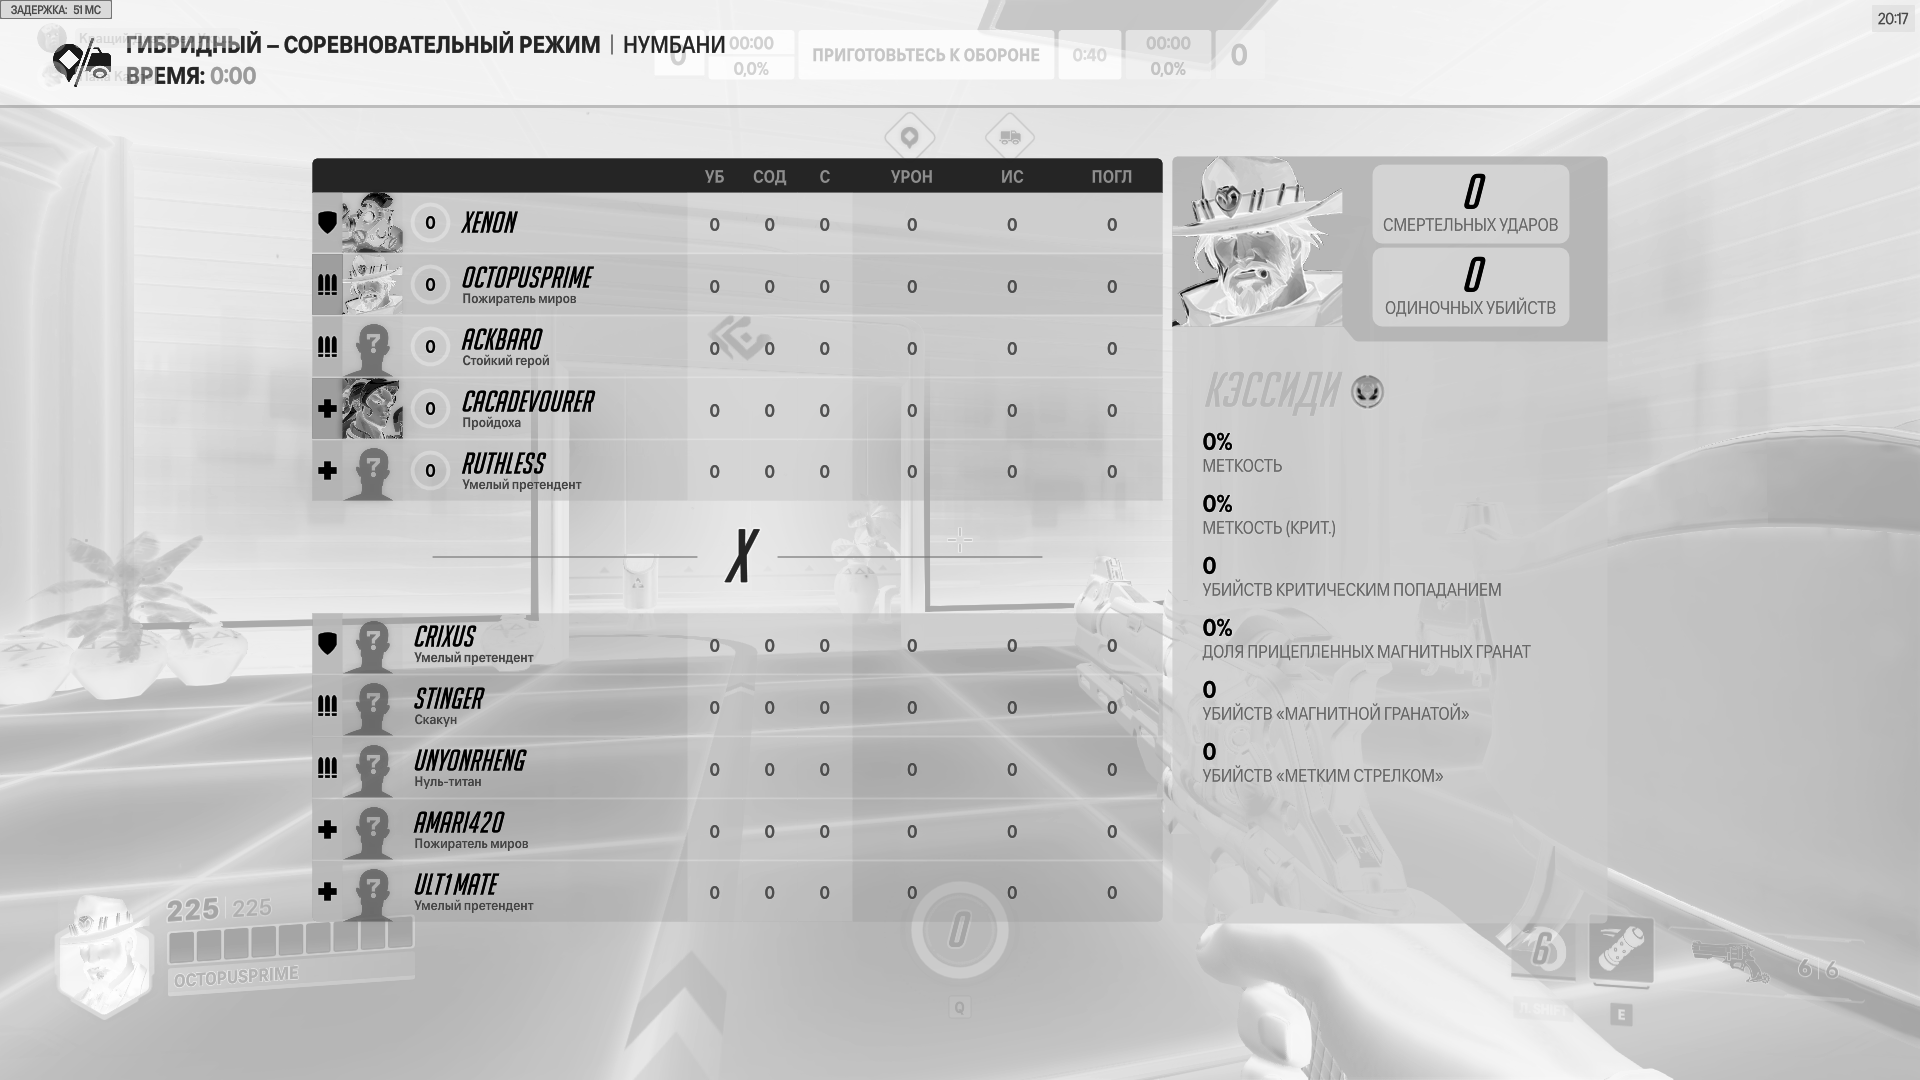 ЗАДЕРЖКА: 51 МС
20:17
ГИБРИДНЫЙ – СОРЕВНОВАТЕЛЬНЫЙ РЕЖИМ | НУМБАНИ
ВРЕМЯ: 0:00
0
00:00
0,0%
ПРИГОТОВЬТЕСЬ К ОБОРОНЕ
0:40
00:00
0,0%
0
УБ СОД С УРОН ИС ПОГЛ
0 XENON 0 0 0 0 0 0
0 OCTOPUSPRIME 0 0 0 0 0 0
Пожиратель миров
0 ACKBARO 0 0 0 0 0 0
Стойкий герой
0 CACADEVOURER 0 0 0 0 0 0
Пройдоха
0 RUTHLESS 0 0 0 0 0 0
Умелый претендент
X
CRIXUS 0 0 0 0 0 0
Умелый претендент
STINGER 0 0 0 0 0 0
Скакун
UNYONRHENG 0 0 0 0 0 0
Нуль-титан
AMARI420 0 0 0 0 0 0
Пожиратель миров
ULT1MATE 0 0 0 0 0 0
Умелый претендент
0
СМЕРТЕЛЬНЫХ УДАРОВ
0
ОДИНОЧНЫХ УБИЙСТВ
КЭССИДИ
0%
МЕТКОСТЬ
0%
МЕТКОСТЬ (КРИТ.)
0
УБИЙСТВ КРИТИЧЕСКИМ ПОПАДАНИЕМ
0%
ДОЛЯ ПРИЦЕПЛЕННЫХ МАГНИТНЫХ ГРАНАТ
0
УБИЙСТВ «МАГНИТНОЙ ГРАНАТОЙ»
0
УБИЙСТВ «МЕТКИМ СТРЕЛКОМ»
225 | 225
OCTOPUSPRIME
0
Q
6
E
6 | 6